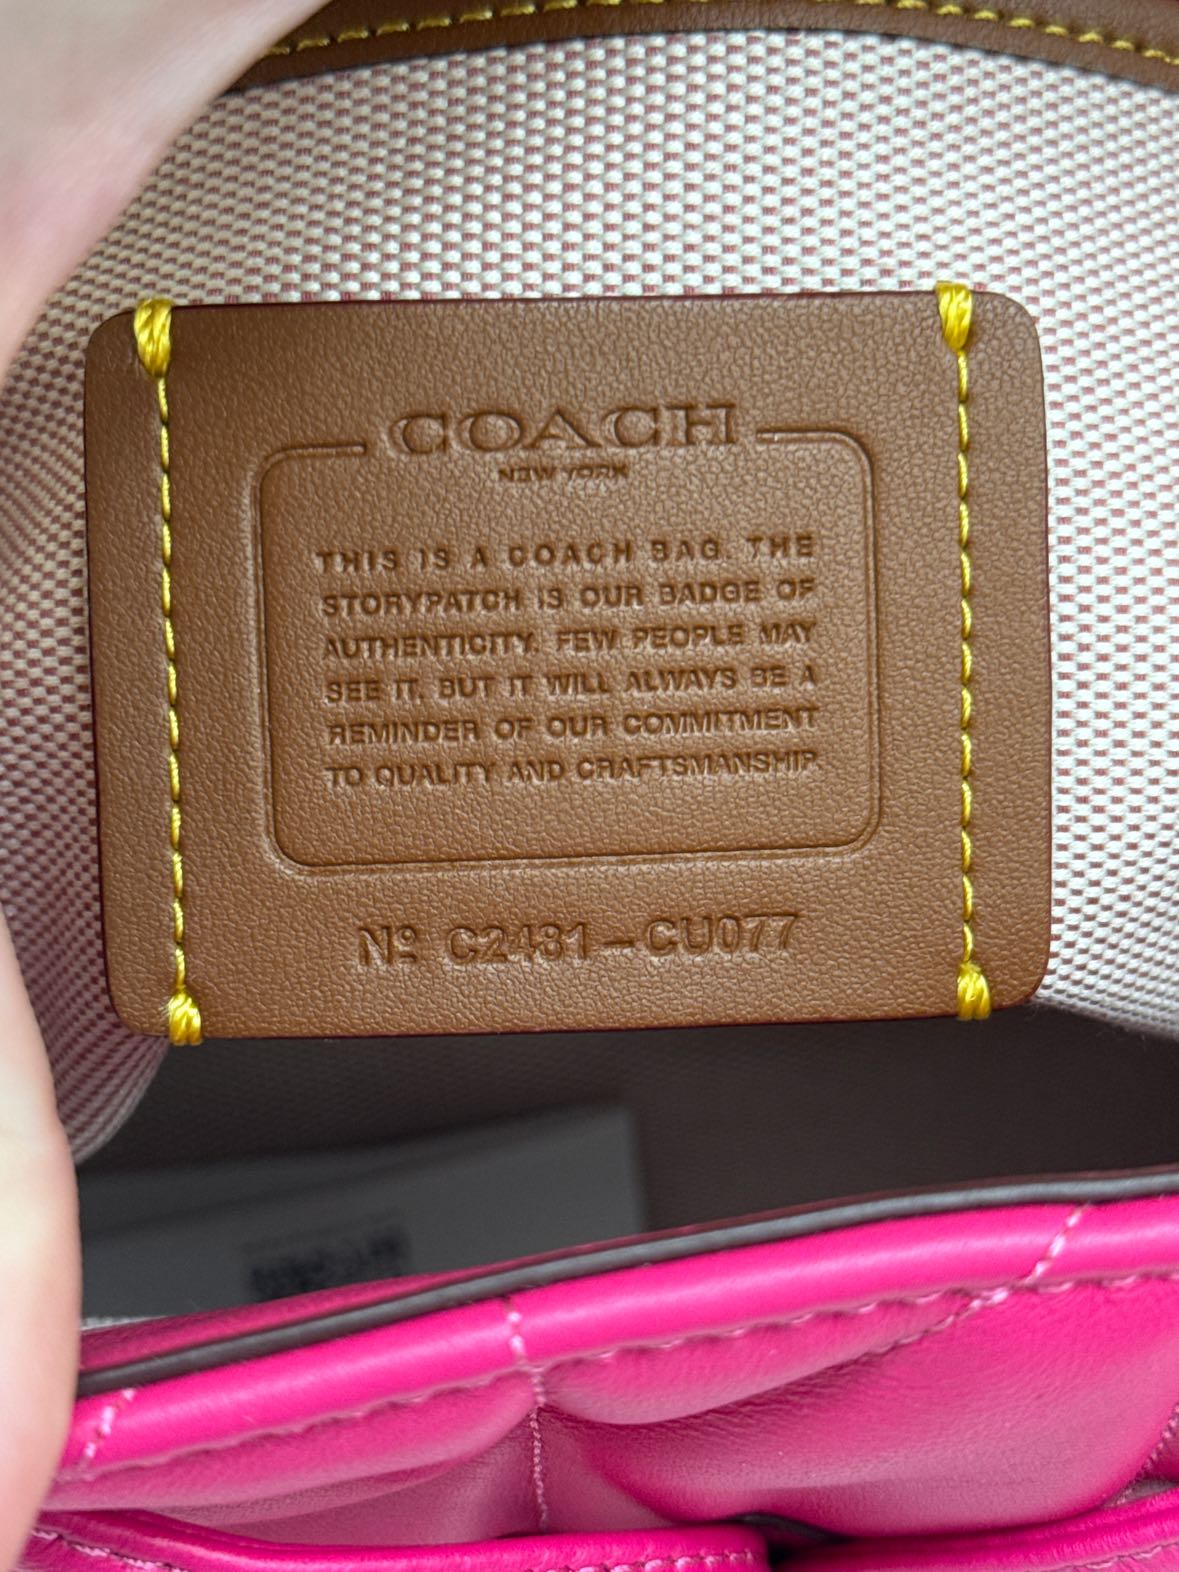 COACH
NEW YORK
THIS IS A COACH BAG. THE
STORYPATCH IS OUR BADGE OF
AUTHENTICITY. FEW PEOPLE MAY
SEE IT, BUT IT WILL ALWAYS BE A
REMINDER OF OUR COMMITMENT
TO QUALITY AND CRAFTSMANSHIP.
Nº C2481-CU077